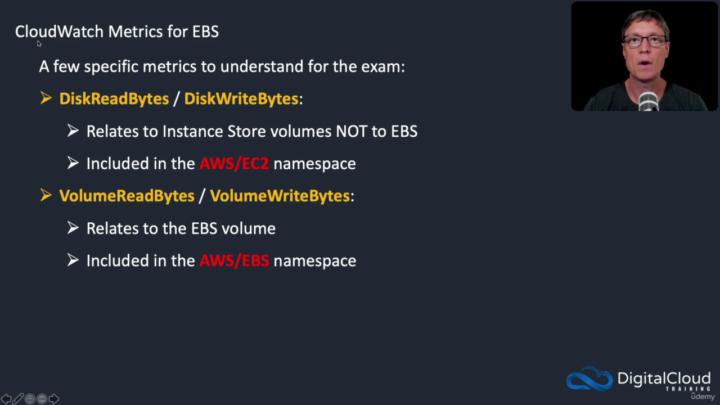 CloudWatch Metrics for EBS
A few specific metrics to understand for the exam:
DiskReadBytes / DiskWriteBytes:
Relates to Instance Store volumes NOT to EBS
Included in the AWS/EC2 namespace
VolumeReadBytes / VolumeWriteBytes:
Relates to the EBS volume
Included in the AWS/EBS namespace
DigitalCloud
TRAINING
ûdemy